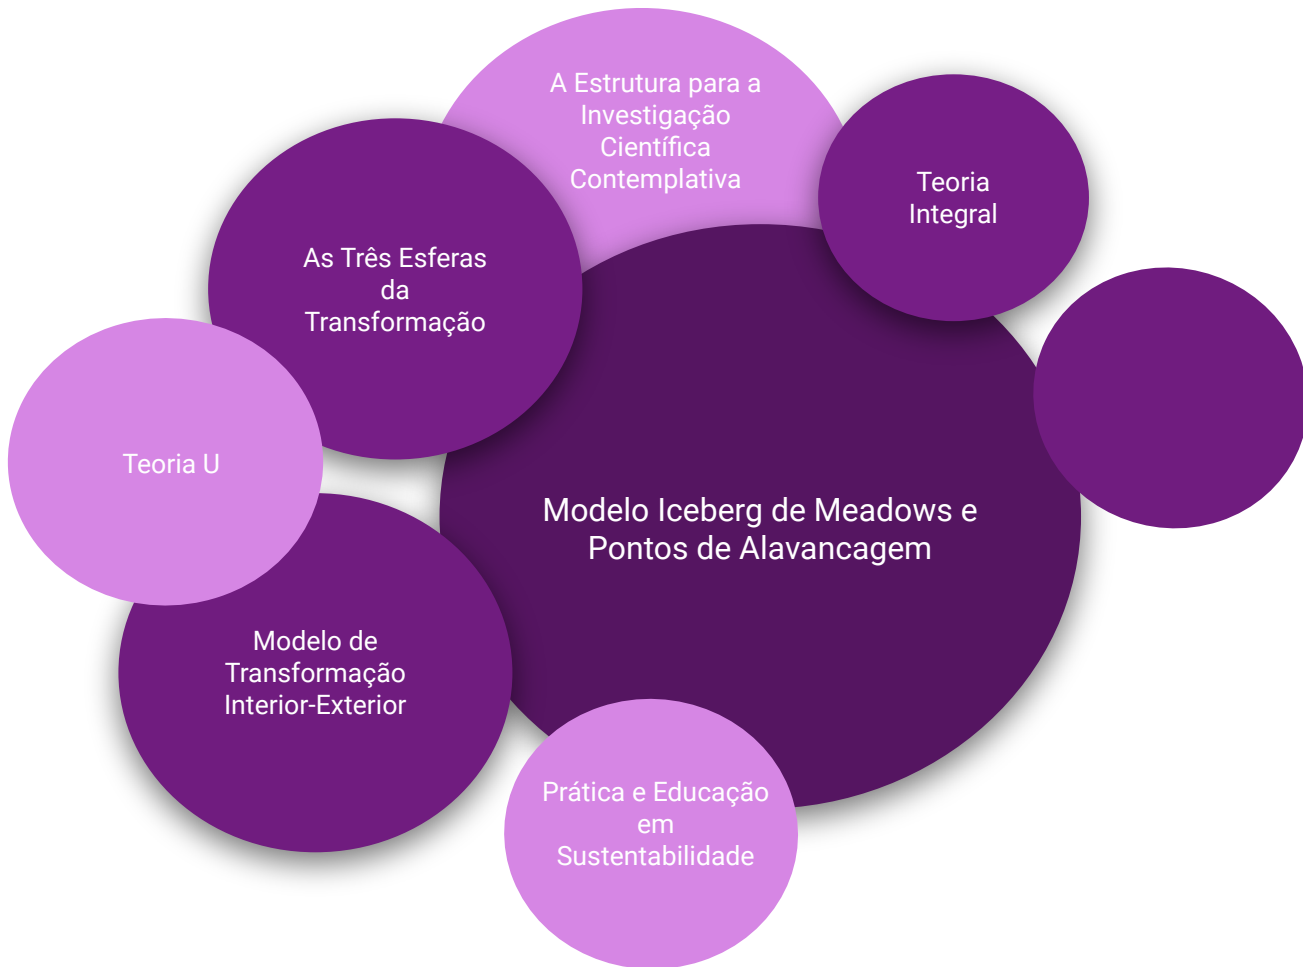 A Estrutura para a
Investigação
Científica
Contemplativa
Teoria
Integral
As Três Esferas
da
Transformação
Teoria U
Modelo Iceberg de Meadows e
Pontos de Alavancagem
Modelo de
Transformação
Interior-Exterior
Prática e Educação
em
Sustentabilidade